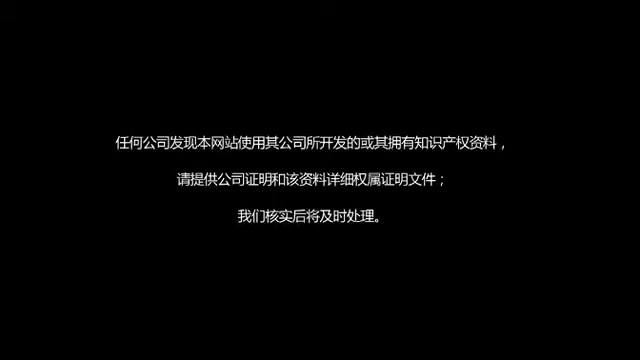 任何公司发现本网站使用其公司所开发的或其拥有知识产权资料，
请提供公司证明和该资料详细权属证明文件；
我们核实后将及时处理。